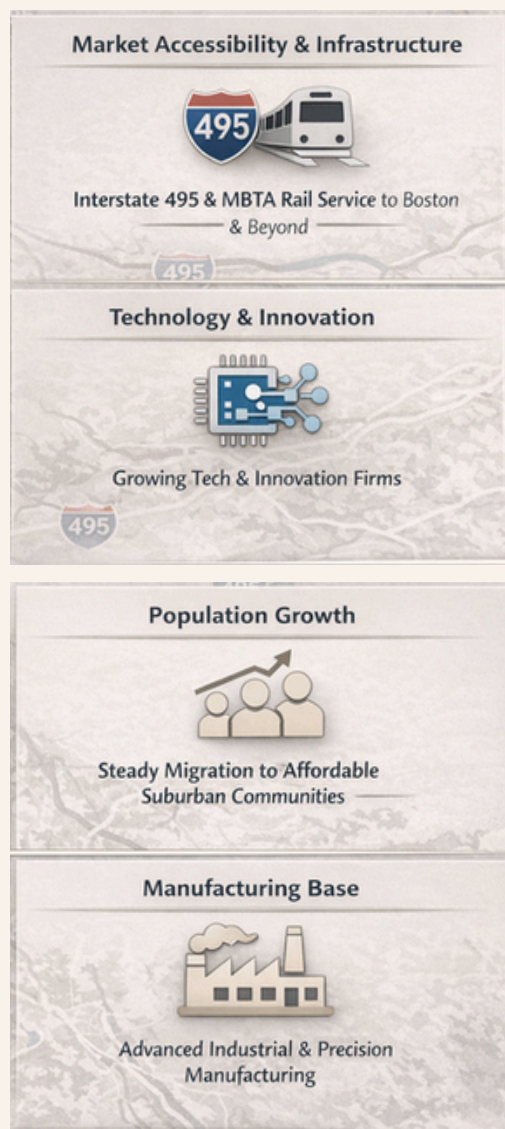 Market Accessibility & Infrastructure
495
Interstate 495 & MBTA Rail Service to Boston
& Beyond
495
Technology & Innovation
Growing Tech & Innovation Firms
495
Population Growth
Steady Migration to Affordable
Suburban Communities
Manufacturing Base
Advanced Industrial & Precision
Manufacturing